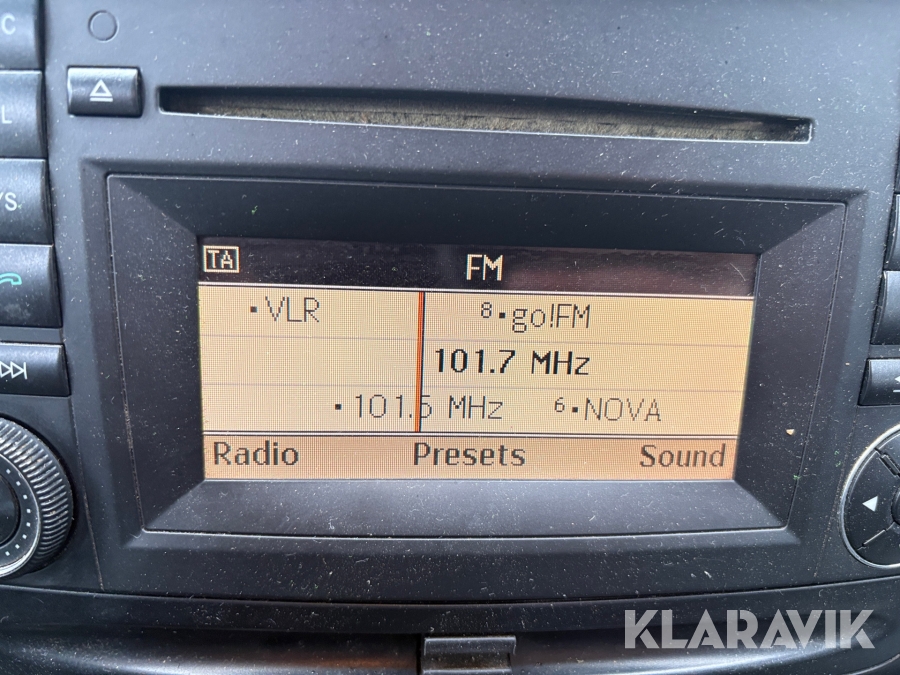 C
L
/S
TA
FM
▪VLR 8▪go!FM
101.7 MHz
▪101.5 MHz 6▪NOVA
Radio Presets Sound
KLARAVIK